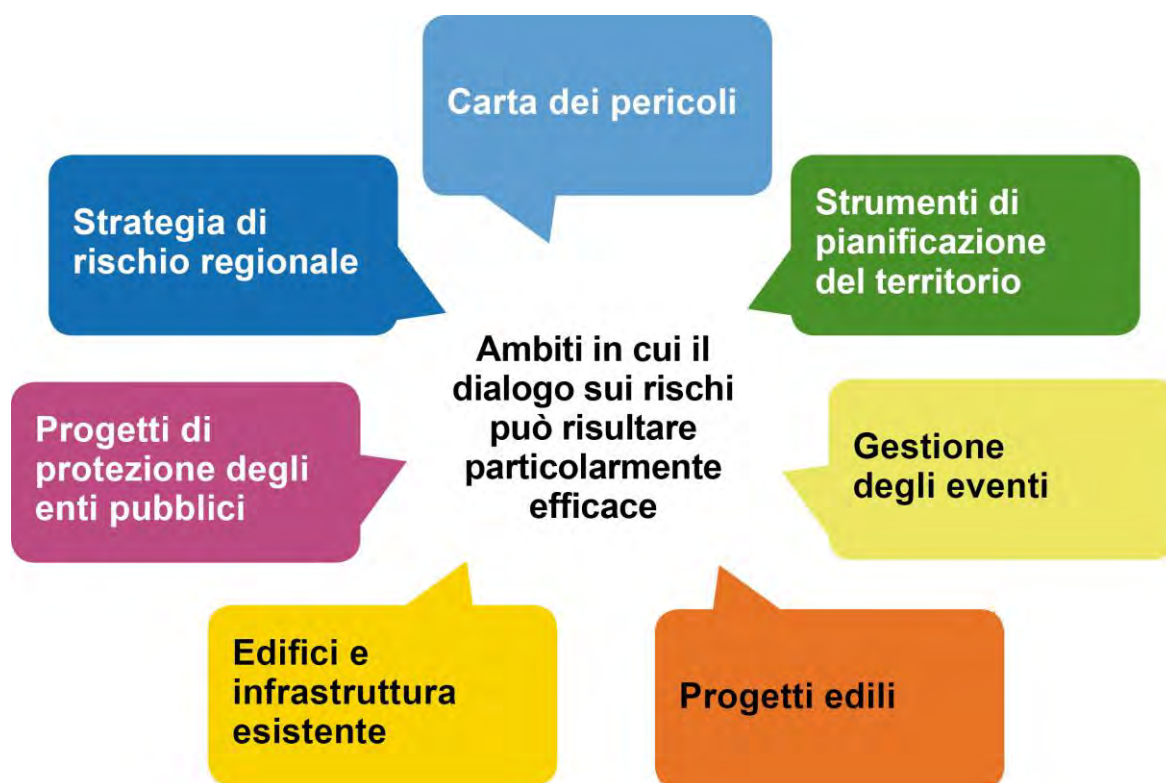 Carta dei pericoli
Strategia di
rischio regionale
Strumenti di
pianificazione
del territorio
Ambiti in cui il
dialogo sui rischi
può risultare
particolarmente
efficace
Progetti di
protezione degli
enti pubblici
Gestione
degli eventi
Edifici e
infrastruttura
esistente
Progetti edili